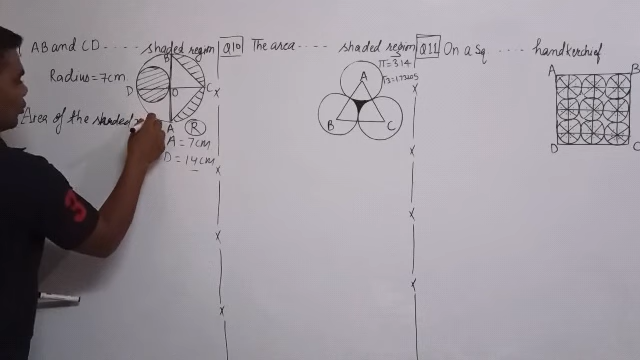 AB and CD ---- shaded region
Radius = 7cm.
B
D
O
C
A
Area of the shaded
R
A = 7cm
D = 14cm
Q10 The area ---- shaded region
π = 3.14
√3 = 1.73205
A
B
C
Q11 On a sq ---- handkerchief
A
B
D
C
3